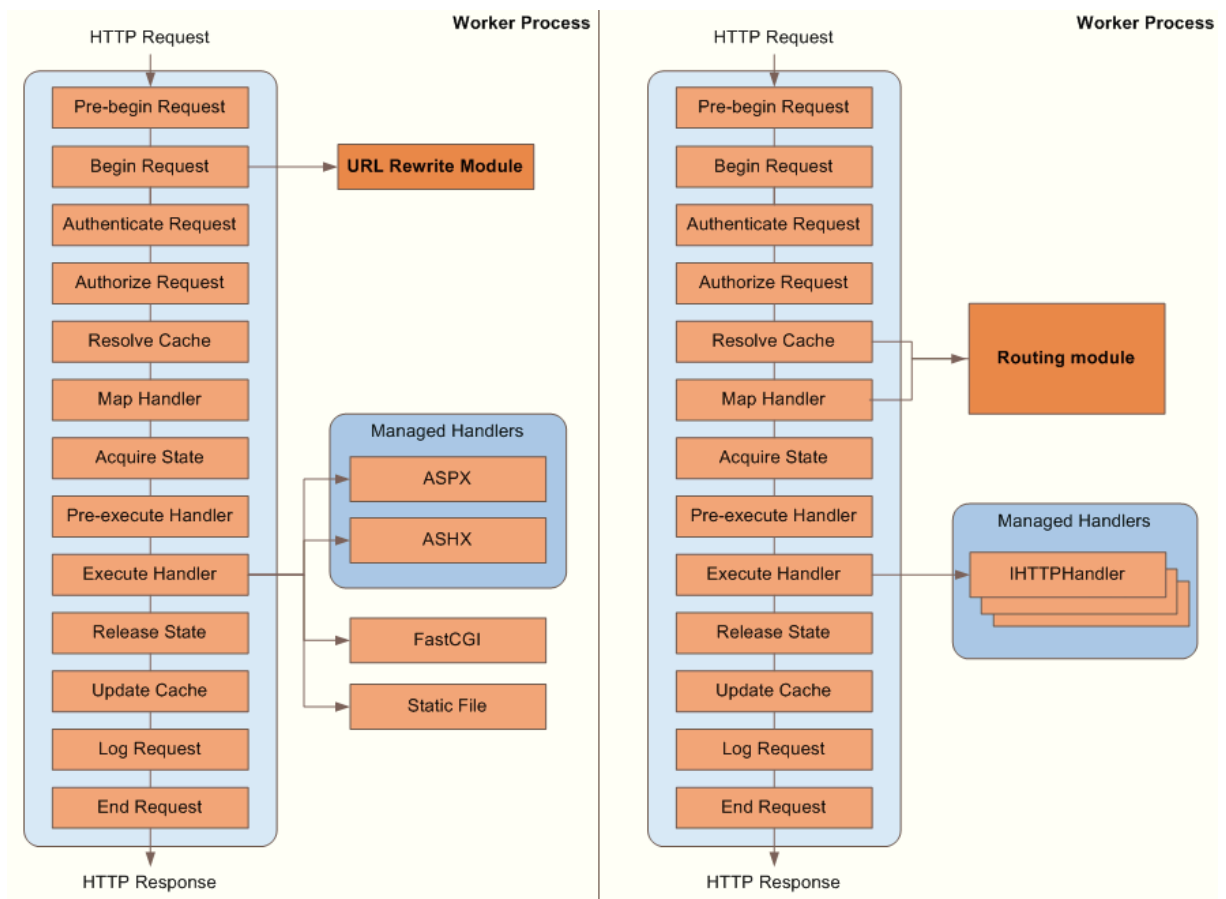 Worker Process
HTTP Request
Pre-begin Request
Begin Request
URL Rewrite Module
Authenticate Request
Authorize Request
Resolve Cache
Map Handler
Managed Handlers
Acquire State
ASPX
Pre-execute Handler
ASHX
Execute Handler
Release State
FastCGI
Update Cache
Static File
Log Request
End Request
HTTP Response
Worker Process
HTTP Request
Pre-begin Request
Begin Request
Authenticate Request
Authorize Request
Resolve Cache
Routing module
Map Handler
Acquire State
Pre-execute Handler
Managed Handlers
Execute Handler
IHTTPHandler
Release State
Update Cache
Log Request
End Request
HTTP Response